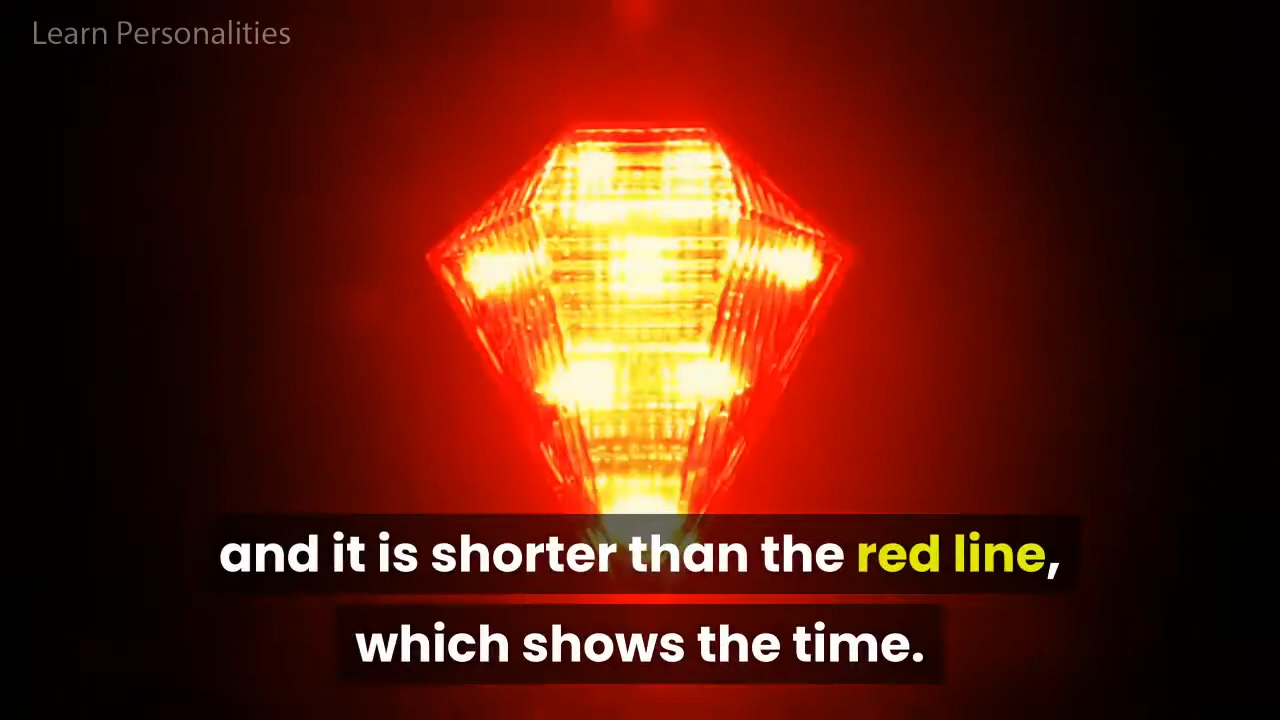 Learn Personalities
and it is shorter than the red line,
which shows the time.